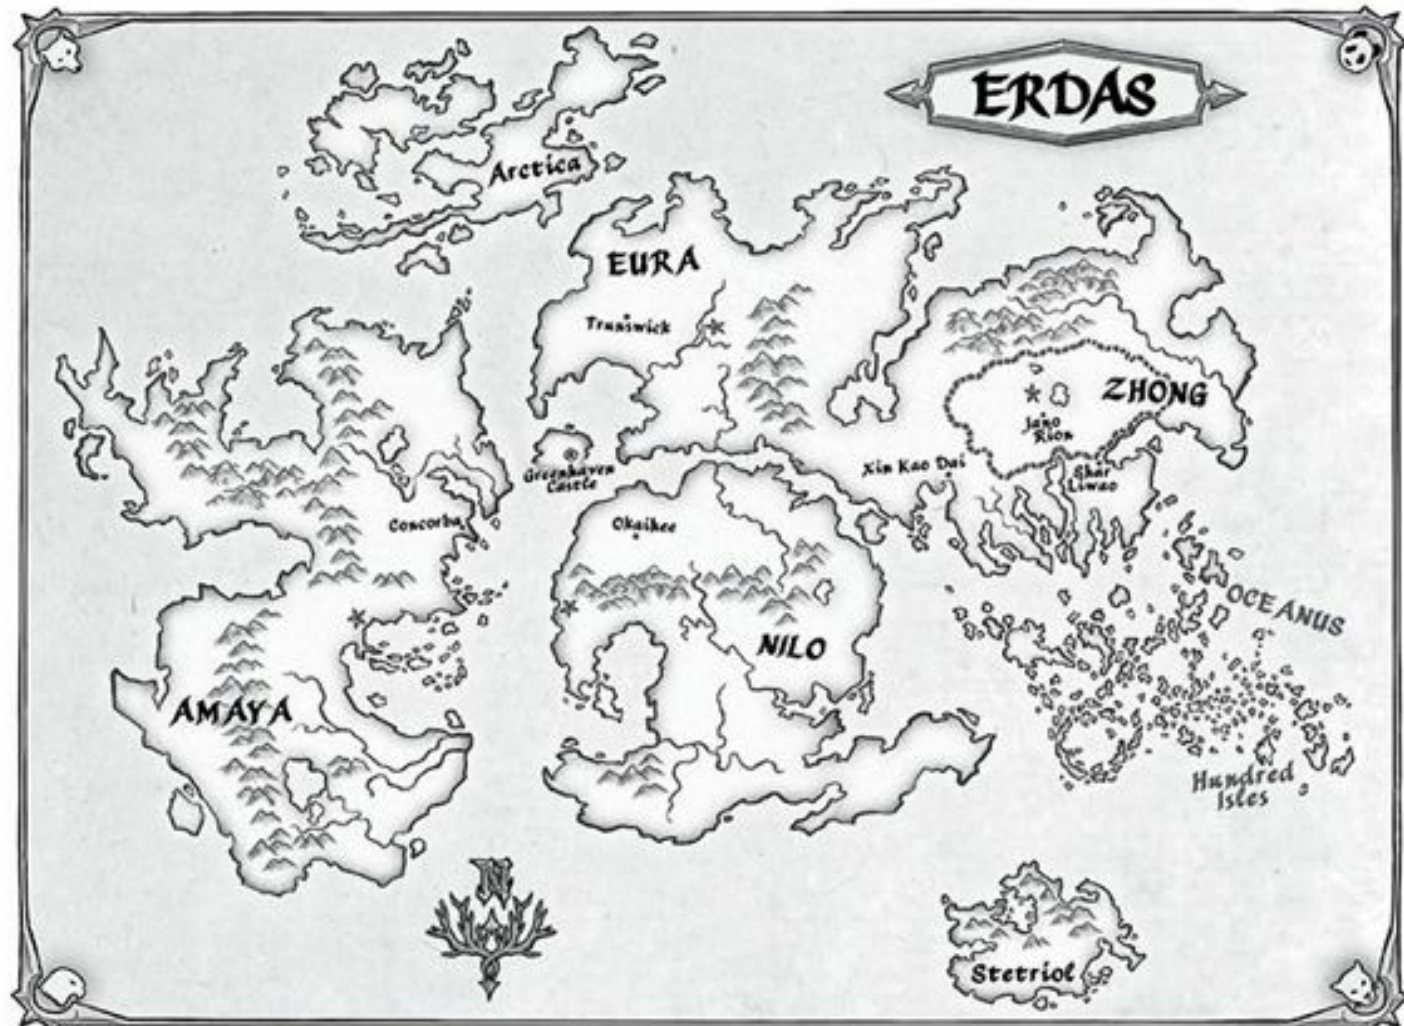 ERDAS
Arctica
EURA
Trunswick
ZHONG
Jano
Rion
Greenhaven
Castle
Xin Kao Dai
Shar
Liwao
Concorba
Okaihee
OCEANUS
NILO
AMAYA
Hundred
Isles
N
Stetriol